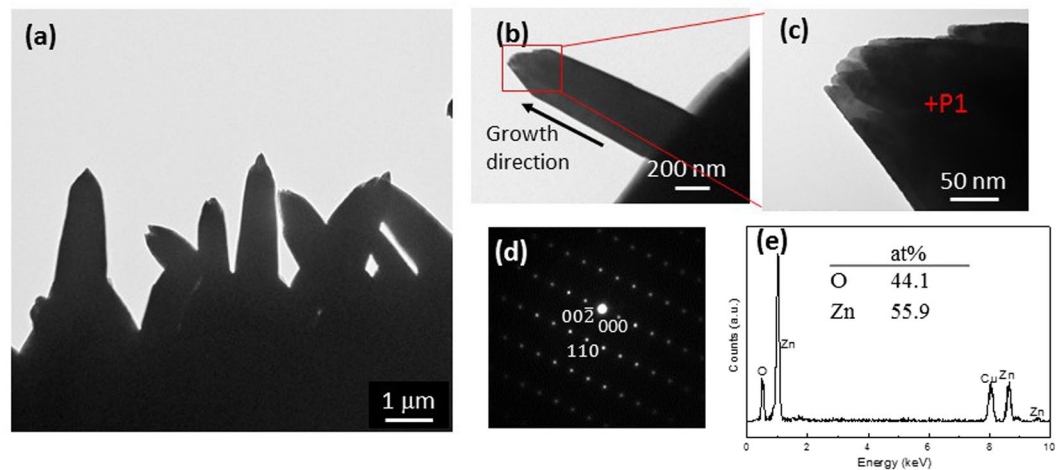 (a)
1 μm
(b)
Growth
direction
200 nm
(c)
+P1
50 nm
(d)
002̄
000
110
(e)
at%
O 44.1
Zn 55.9
Counts (a.u.)
O
Zn
Cu
Zn
Zn
0 2 4 6 8 10
Energy (keV)